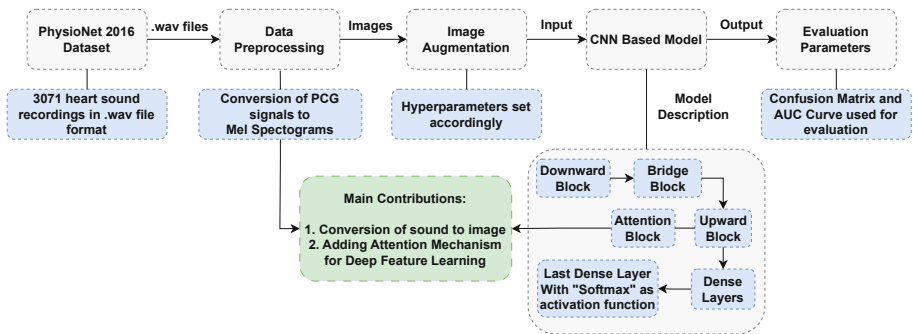 PhysioNet 2016
Dataset
.wav files
Data
Preprocessing
Images
Image
Augmentation
Input
CNN Based Model
Output
Evaluation
Parameters
3071 heart sound
recordings in .wav file
format
Conversion of PCG
signals to
Mel Spectrograms
Hyperparameters set
accordingly
Model
Description
Confusion Matrix and
AUC Curve used for
evaluation
Main Contributions:
1. Conversion of sound to image
2. Adding Attention Mechanism
for Deep Feature Learning
Downward
Block
Bridge
Block
Attention
Block
Upward
Block
Last Dense Layer
With "Softmax" as
activation function
Dense
Layers